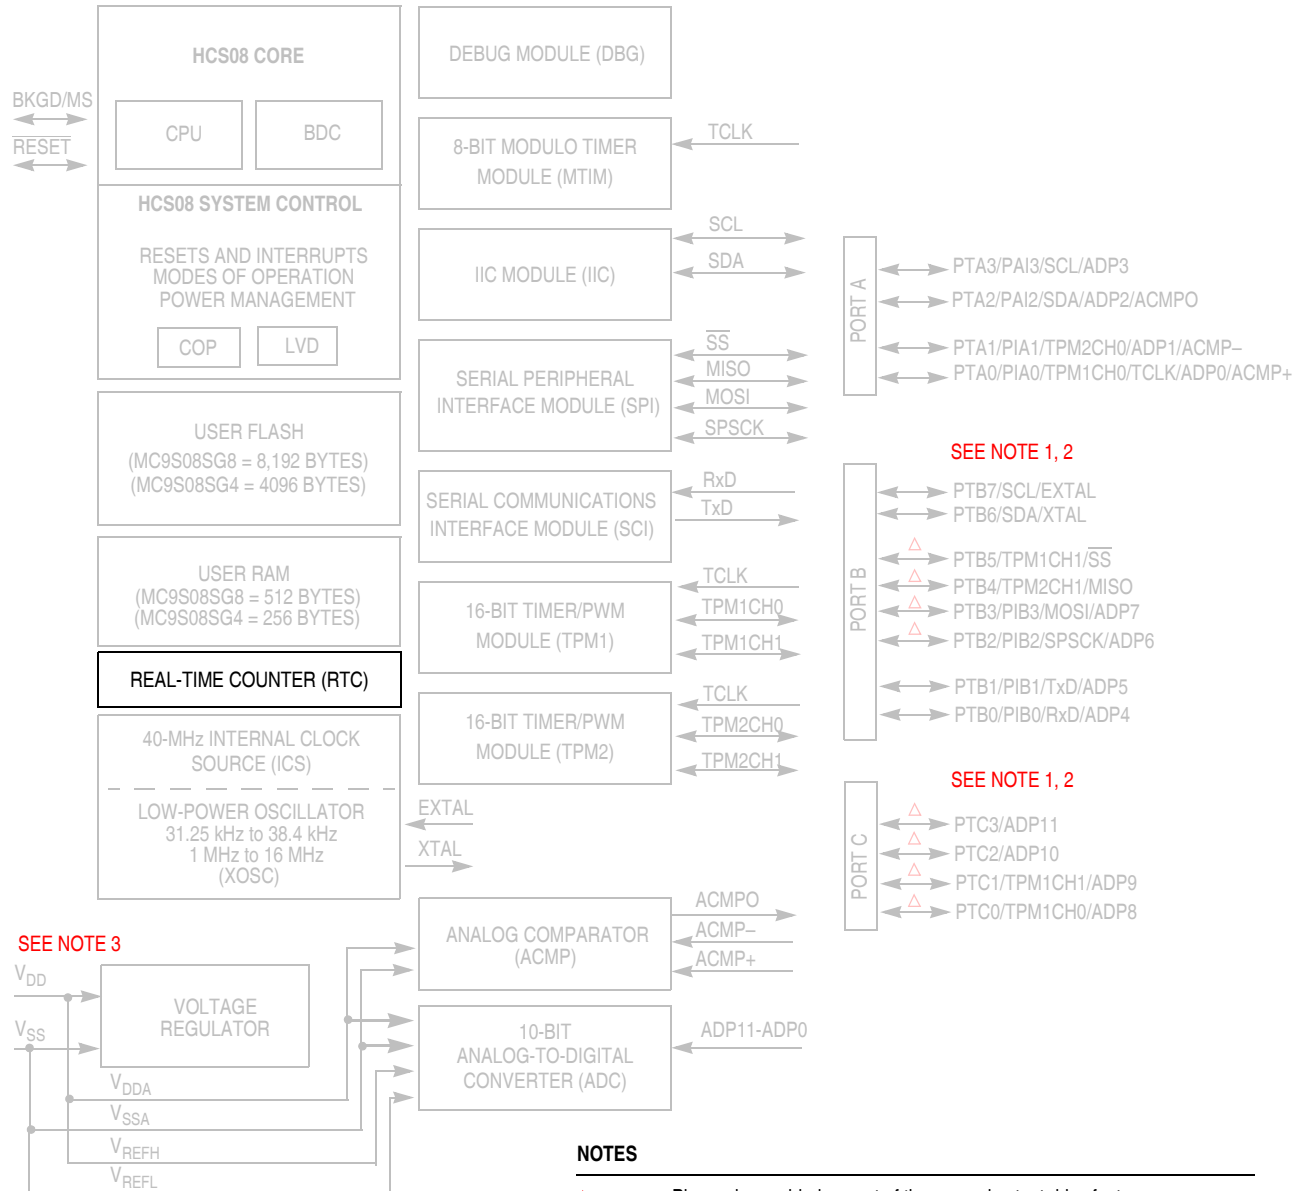 HCS08 CORE
BKGD/MS
RESET
CPU
BDC
HCS08 SYSTEM CONTROL
RESETS AND INTERRUPTS
MODES OF OPERATION
POWER MANAGEMENT
COP
LVD
USER FLASH
(MC9S08SG8 = 8,192 BYTES)
(MC9S08SG4 = 4096 BYTES)
USER RAM
(MC9S08SG8 = 512 BYTES)
(MC9S08SG4 = 256 BYTES)
REAL-TIME COUNTER (RTC)
40-MHz INTERNAL CLOCK
SOURCE (ICS)
LOW-POWER OSCILLATOR
31.25 kHz to 38.4 kHz
1 MHz to 16 MHz
(XOSC)
EXTAL
XTAL
SEE NOTE 3
VDD
VSS
VOLTAGE
REGULATOR
VDDA
VSSA
VREFH
VREFL
DEBUG MODULE (DBG)
8-BIT MODULO TIMER
MODULE (MTIM)
TCLK
IIC MODULE (IIC)
SCL
SDA
SERIAL PERIPHERAL
INTERFACE MODULE (SPI)
SS
MISO
MOSI
SPSCK
SERIAL COMMUNICATIONS
INTERFACE MODULE (SCI)
RxD
TxD
16-BIT TIMER/PWM
MODULE (TPM1)
TCLK
TPM1CH0
TPM1CH1
16-BIT TIMER/PWM
MODULE (TPM2)
TCLK
TPM2CH0
TPM2CH1
ANALOG COMPARATOR
(ACMP)
ACMPO
ACMP–
ACMP+
10-BIT
ANALOG-TO-DIGITAL
CONVERTER (ADC)
ADP11-ADP0
PORT A
PTA3/PAI3/SCL/ADP3
PTA2/PAI2/SDA/ADP2/ACMPO
PTA1/PIA1/TPM2CH0/ADP1/ACMP–
PTA0/PIA0/TPM1CH0/TCLK/ADP0/ACMP+
SEE NOTE 1, 2
PORT B
PTB7/SCL/EXTAL
PTB6/SDA/XTAL
PTB5/TPM1CH1/SS
PTB4/TPM2CH1/MISO
PTB3/PIB3/MOSI/ADP7
PTB2/PIB2/SPSCK/ADP6
PTB1/PIB1/TxD/ADP5
PTB0/PIB0/RxD/ADP4
SEE NOTE 1, 2
PORT C
PTC3/ADP11
PTC2/ADP10
PTC1/TPM1CH1/ADP9
PTC0/TPM1CH0/ADP8
NOTES